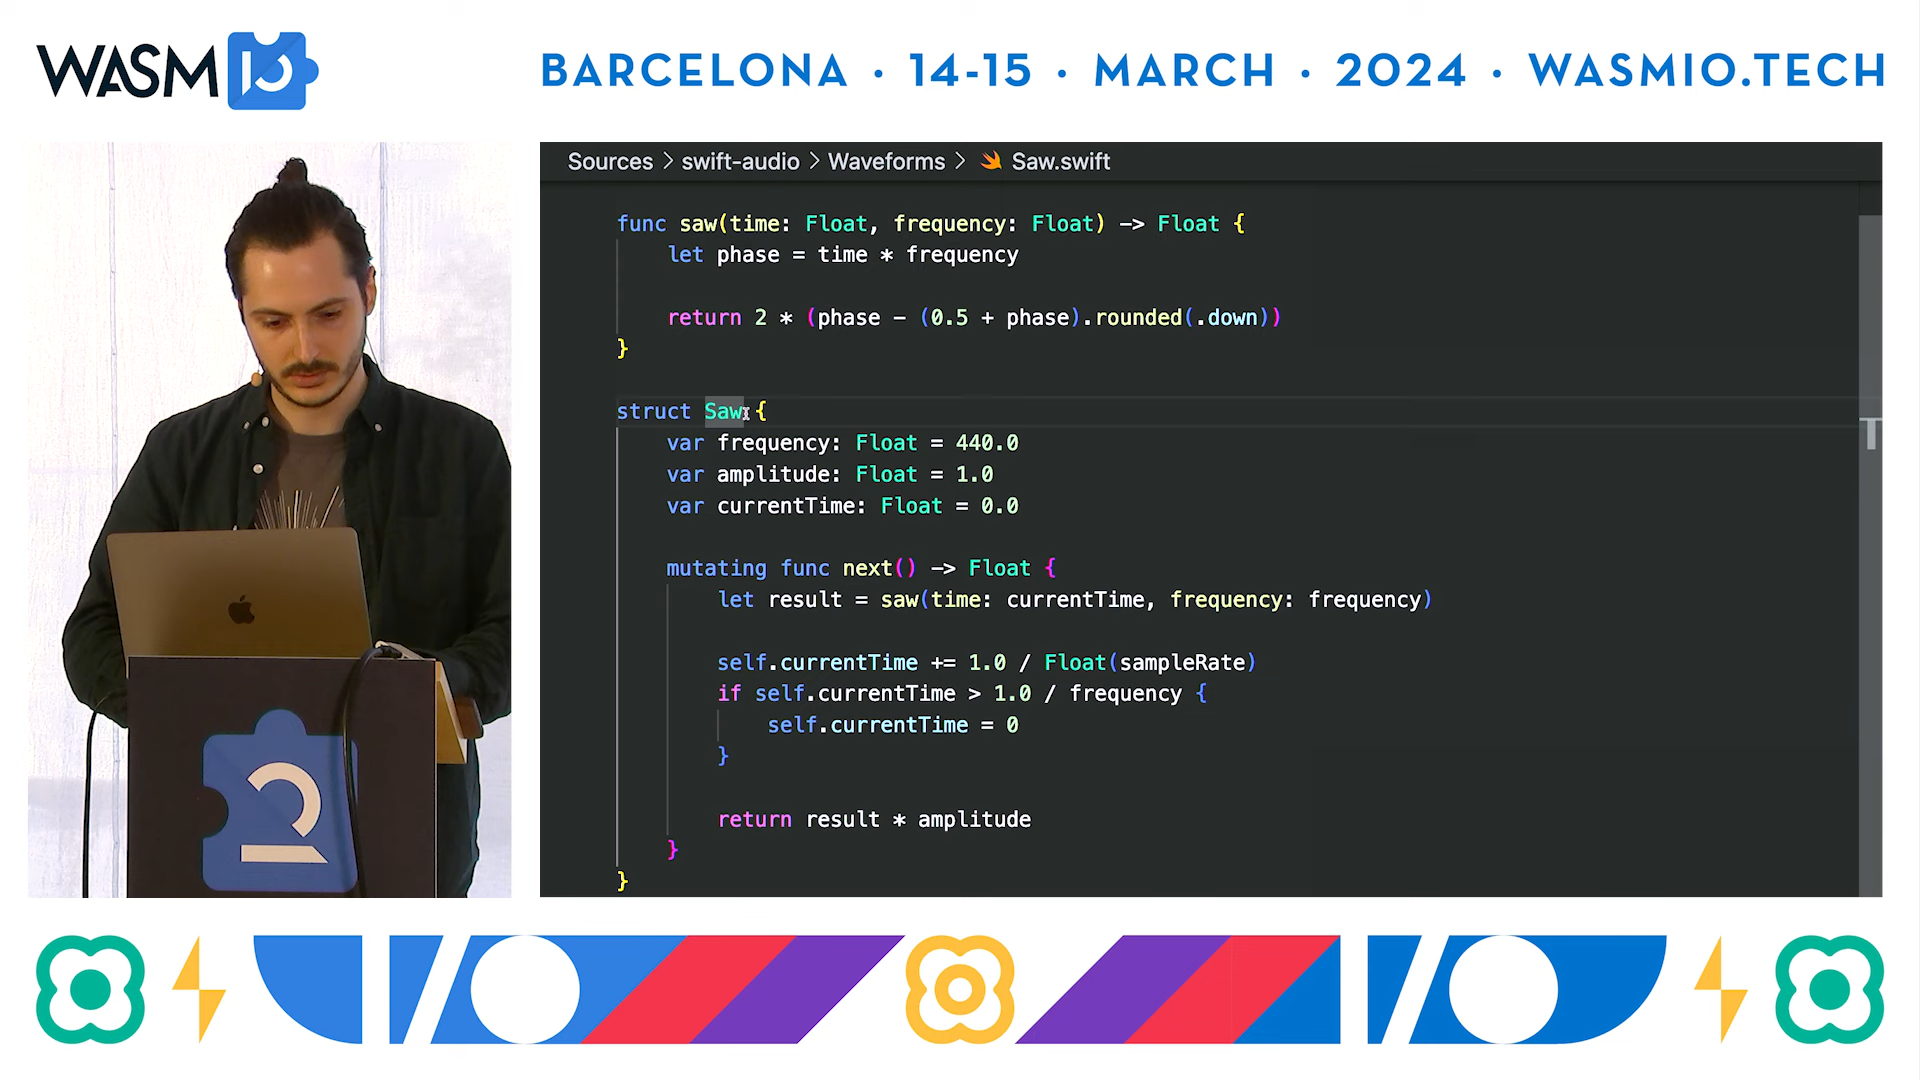 WASM IO
BARCELONA · 14-15 · MARCH · 2024 · WASMIO.TECH
Sources > swift-audio > Waveforms > Saw.swift
func saw(time: Float, frequency: Float) -> Float {
let phase = time * frequency
return 2 * (phase - (0.5 + phase).rounded(.down))
}
struct Saw {
var frequency: Float = 440.0
var amplitude: Float = 1.0
var currentTime: Float = 0.0
mutating func next() -> Float {
let result = saw(time: currentTime, frequency: frequency)
self.currentTime += 1.0 / Float(sampleRate)
if self.currentTime > 1.0 / frequency {
self.currentTime = 0
}
return result * amplitude
}
}